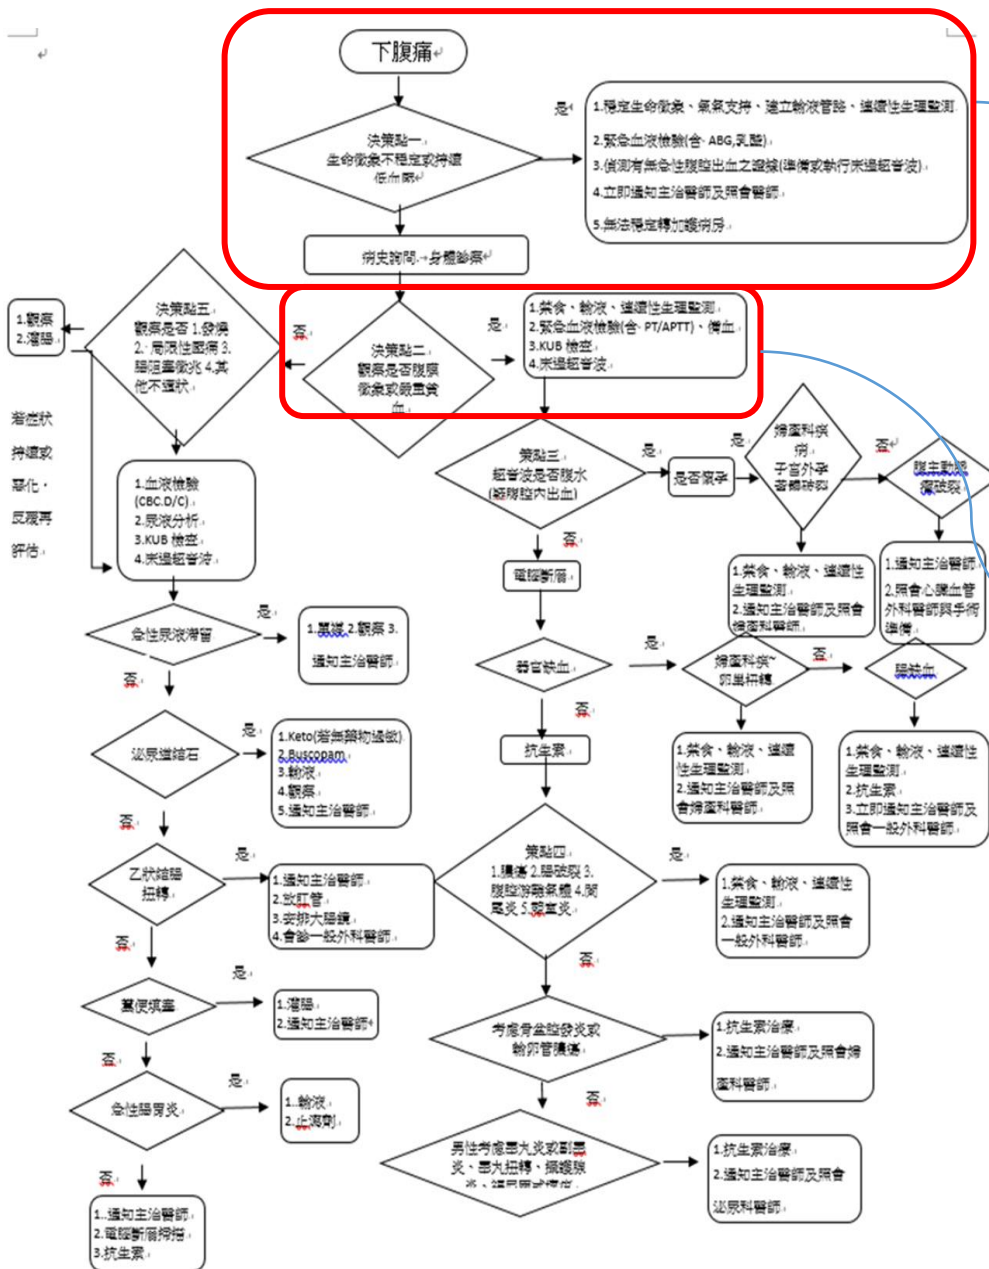 下腹痛
決策點一
生命徵象不穩定或持續
低血壓
是
1.穩定生命徵象、氧氣支持、建立輸液管路、連續性生理監測
2.緊急血液檢驗(含 ABG,乳酸)
3.偵測有無急性腹腔出血之證據(準備或執行床邊超音波)
4.立即通知主治醫師及照會醫師
5.無法穩定轉加護病房
病史詢問→身體診察
決策點二
觀察是否腹膜
徵象或嚴重貧
血
是
1.禁食、輸液、連續性生理監測
2.緊急血液檢驗(含 PT/APTT)、備血
3.KUB 檢查
4.床邊超音波
否
決策點五
觀察是否 1.發燒
2. 局限性壓痛 3.
腸阻塞徵兆 4.其
他不適狀
1.觀察
2.灌腸
若症狀
持續或
惡化,
反覆再
評估
1.血液檢驗
(CBC.D/C)
2.尿液分析
3.KUB 檢查
4.床邊超音波
急性尿液滯留
是
1.單導 2.觀察 3.
通知主治醫師
否
泌尿道結石
是
1.Keto(若無藥物過敏)
2.Buscopam
3.輸液
4.觀察
5.通知主治醫師
否
乙狀結腸
扭轉
是
1.通知主治醫師
2.放肛管
3.安排大腸鏡
4.會診一般外科醫師
否
糞便填塞
是
1.灌腸
2.通知主治醫師
否
急性腸胃炎
是
1..輸液
2.止瀉劑
否
1..通知主治醫師
2.電腦斷層掃描
3.抗生素
策點三
超音波是否腹水
(疑腹腔內出血)
是
是否懷孕
是
婦產科疾
病
子宮外孕
黃體破裂
否
腹主動脈
瘤破裂
1.禁食、輸液、連續性
生理監測
2.通知主治醫師及照會
婦產科醫師
1.通知主治醫師
2.照會心臟血管
外科醫師與手術
準備
否
電腦斷層
器官缺血
是
婦產科疾~
卵巢扭轉
否
腸缺血
1.禁食、輸液、連續
性生理監測
2.通知主治醫師及照
會婦產科醫師
1.禁食、輸液、連續性
生理監測
2.抗生素
3.立即通知主治醫師及
照會一般外科醫師
否
抗生素
策點四
1.膿瘍 2.腸破裂 3.
腹腔游離氣體 4.闌
尾炎 5.憩室炎
是
1.禁食、輸液、連續性
生理監測
2.通知主治醫師及照會
一般外科醫師
否
考慮骨盆腔發炎或
輸卵管膿瘍
1.抗生素治療
2.通知主治醫師及照會婦
產科醫師
否
男性考慮睪丸炎或副睪
炎、睪丸扭轉、攝護腺
1.抗生素治療
2.通知主治醫師及照會
泌尿科醫師